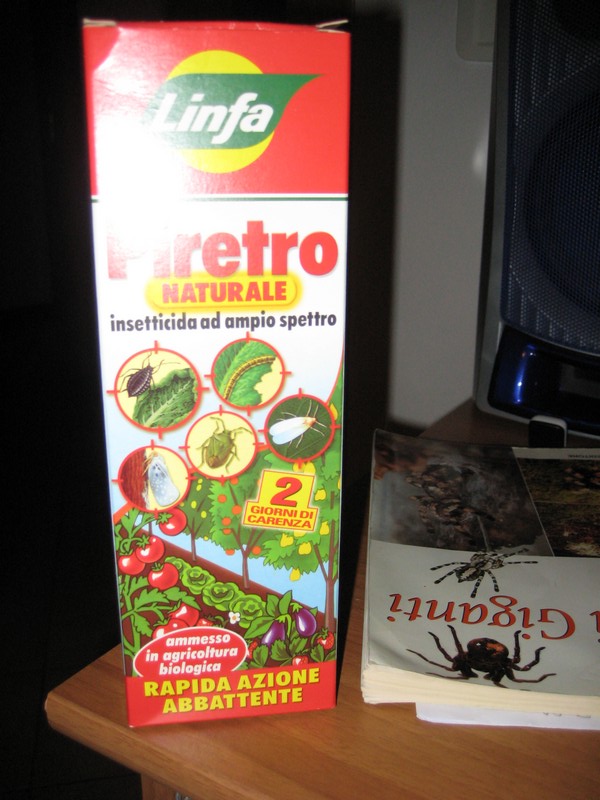 Linfa
Piretro
NATURALE
insetticida ad ampio spettro
2
GIORNI DI
CARENZA
ammesso
in agricoltura
biologica
RAPIDA AZIONE
ABBATTENTE
Giganti